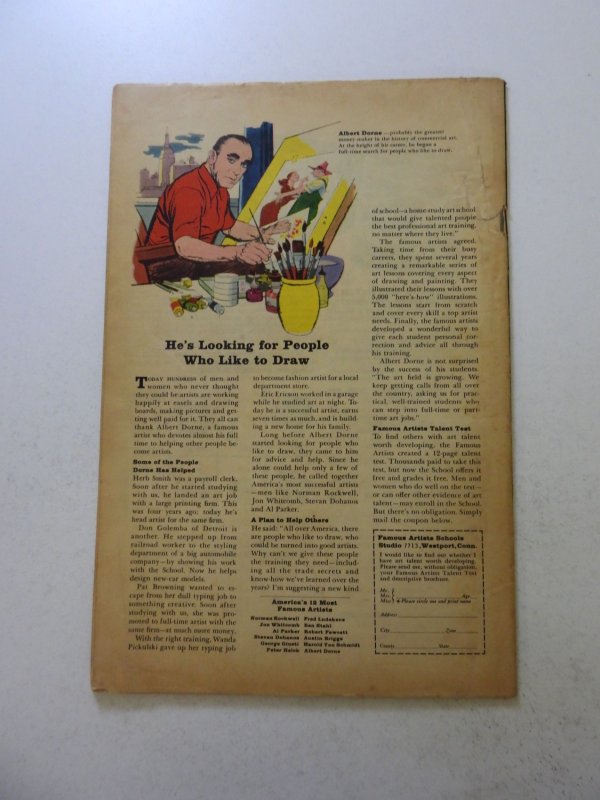 Albert Dorne—probably the greatest
money-maker in the history of commercial art.
At the height of his career, he began a
full-time search for people who like to draw.
He's Looking for People
Who Like to Draw
TODAY HUNDREDS of men and
women who never thought
they could be artists are working
happily at easels and drawing
boards, making pictures and get-
ting well paid for it. They all can
thank Albert Dorne, a famous
artist who devotes almost his full
time to helping other people be-
come artists.
Some of the People
Dorne Has Helped
Herb Smith was a payroll clerk.
Soon after he started studying
with us, he landed an art job
with a large printing firm. This
was four years ago; today he's
head artist for the same firm.
Don Golemba of Detroit is
another. He stepped up from
railroad worker to the styling
department of a big automobile
company—by showing his work
with the School. Now he helps
design new-car models.
Pat Browning wanted to es-
cape from her dull typing job to
something creative. Soon after
studying with us, she was pro-
moted to full-time artist with the
same firm—at much more money.
With the right training, Wanda
Pickulski gave up her typing job
to become fashion artist for a local
department store.
Eric Ericson worked in a garage
while he studied art at night. To-
day he is a successful artist, earns
seven times as much, and is build-
ing a new home for his family.
Long before Albert Dorne
started looking for people who
like to draw, they came to him
for advice and help. Since he
alone could help only a few of
these people, he called together
America's most successful artists
—men like Norman Rockwell,
Jon Whitcomb, Stevan Dohanos
and Al Parker.
A Plan to Help Others
He said: "All over America, there
are people who like to draw, who
could be turned into good artists.
Why can't we give these people
the training they need—includ-
ing all the trade secrets and
know-how we've learned over the
years? I'm suggesting a new kind
America's 12 Most
Famous Artists
Norman Rockwell Fred Ludekens
Jon Whitcomb Ben Stahl
Al Parker Robert Fawcett
Stevan Dohanos Austin Briggs
George Giusti Harold Von Schmidt
Peter Helck Albert Dorne
of school—a home-study art school
that would give talented people
the best professional art training,
no matter where they live."
The famous artists agreed.
Taking time from their busy
careers, they spent several years
creating a remarkable series of
art lessons covering every aspect
of drawing and painting. They
illustrated their lessons with over
5,000 "here's how" illustrations.
The lessons start from scratch
and cover every skill a top artist
needs. Finally, the famous artists
developed a wonderful way to
give each student personal cor-
rection and advice all through
his training.
Albert Dorne is not surprised
by the success of his students.
"The art field is growing. We
keep getting calls from all over
the country, asking us for prac-
tical, well-trained students who
can step into full-time or part-
time art jobs."
Famous Artists Talent Test
To find others with art talent
worth developing, the Famous
Artists created a 12-page talent
test. Thousands paid to take this
test, but now the School offers it
free and grades it free. Men and
women who do well on the test—
or can offer other evidence of art
talent—may enroll in the School.
But there's no obligation. Simply
mail the coupon below.
Famous Artists Schools
Studio 7715, Westport, Conn.
I would like to find out whether I
have art talent worth developing.
Please send me, without obligation,
your Famous Artists Talent Test
and descriptive brochure.
Mr.
Mrs. Age
Miss Please circle one and print name
Address
City Zone
County State